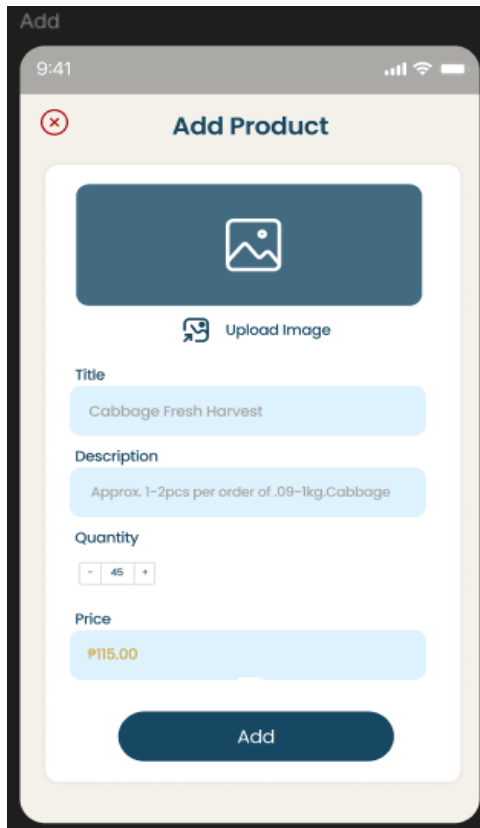 Add
9:41
Add Product
Upload Image
Title
Cabbage Fresh Harvest
Description
Approx. 1-2pcs per order of .09-1kg.Cabbage
Quantity
- 45 +
Price
₱115.00
Add